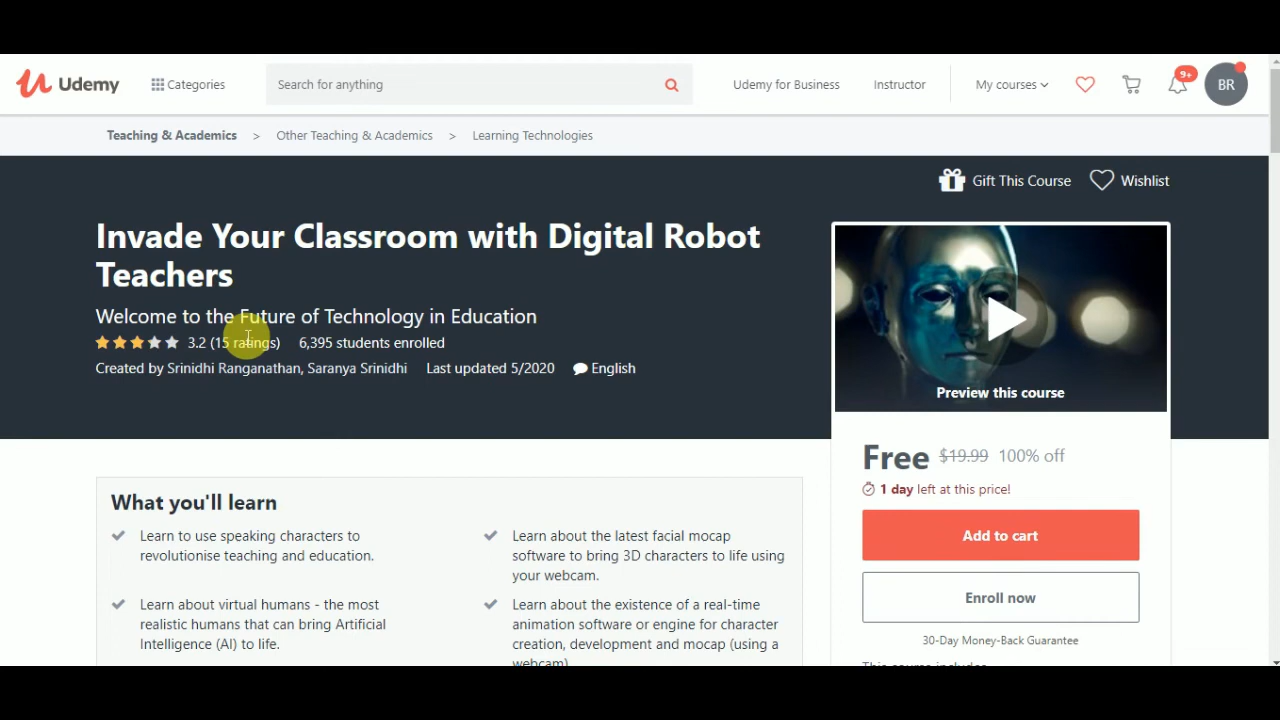 Udemy
Categories
Search for anything
Udemy for Business
Instructor
My courses
9+
BR
Teaching & Academics > Other Teaching & Academics > Learning Technologies
Gift This Course
Wishlist
Invade Your Classroom with Digital Robot
Teachers
Welcome to the Future of Technology in Education
3.2 (15 ratings) 6,395 students enrolled
Created by Srinidhi Ranganathan, Saranya Srinidhi Last updated 5/2020 English
Preview this course
Free $19.99 100% off
1 day left at this price!
Add to cart
Enroll now
30-Day Money-Back Guarantee
This course includes
What you'll learn
Learn to use speaking characters to
revolutionise teaching and education.
Learn about virtual humans - the most
realistic humans that can bring Artificial
Intelligence (AI) to life.
Learn about the latest facial mocap
software to bring 3D characters to life using
your webcam.
Learn about the existence of a real-time
animation software or engine for character
creation, development and mocap (using a
webcam)